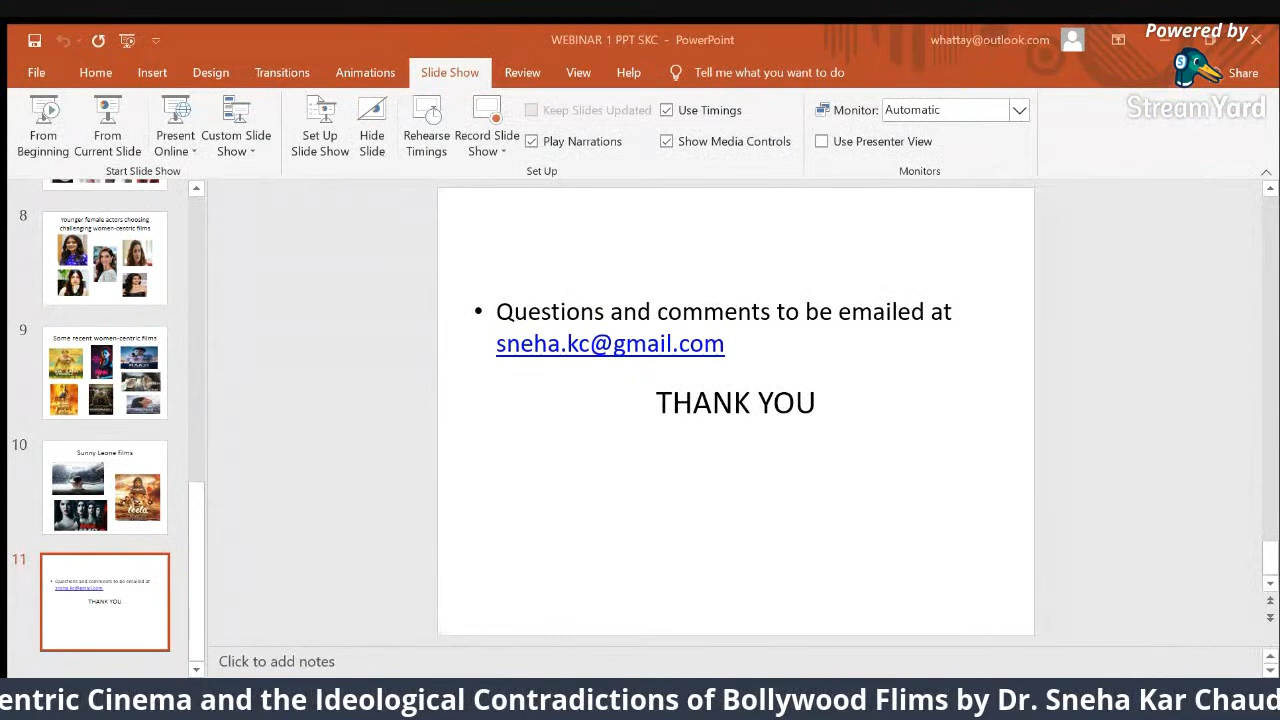 Powered by
StreamYard
WEBINAR 1 PPT SKC - PowerPoint
whattay@outlook.com
File Home Insert Design Transitions Animations Slide Show Review View Help Tell me what you want to do Share
From Beginning
From Current Slide
Present Online
Custom Slide Show
Start Slide Show
Set Up Slide Show
Hide Slide
Rehearse Timings
Record Slide Show
Keep Slides Updated
Play Narrations
Use Timings
Show Media Controls
Set Up
Monitor: Automatic
Use Presenter View
Monitors
8
Younger female actors choosing
challenging women-centric films
9
Some recent women-centric films
10
Sunny Leone films
leela
11
• Questions and comments to be emailed at
sneha.kc@gmail.com
THANK YOU
• Questions and comments to be emailed at
sneha.kc@gmail.com
THANK YOU
Click to add notes
entric Cinema and the Ideological Contradictions of Bollywood Flims by Dr. Sneha Kar Chaud